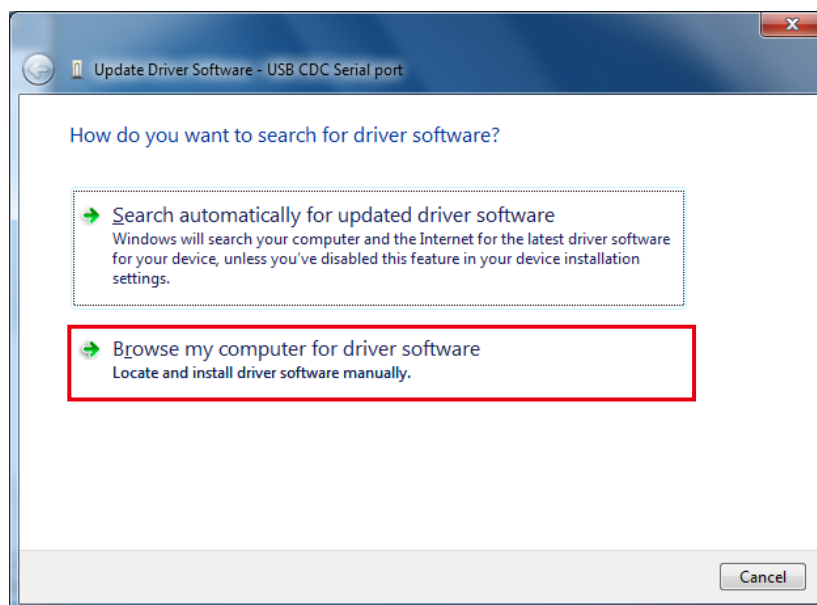 Update Driver Software - USB CDC Serial port
How do you want to search for driver software?
Search automatically for updated driver software
Windows will search your computer and the Internet for the latest driver software
for your device, unless you've disabled this feature in your device installation
settings.
Browse my computer for driver software
Locate and install driver software manually.
Cancel